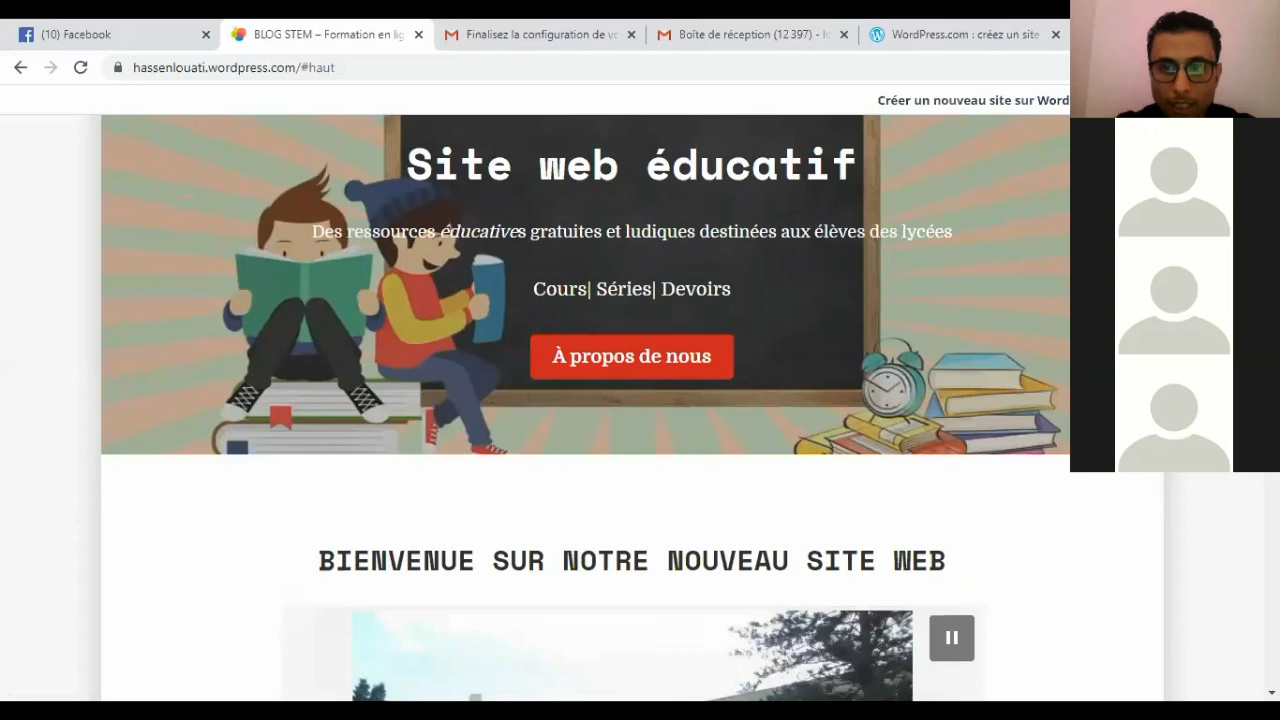 (10) Facebook
BLOG STEM – Formation en lig
Finalisez la configuration de vo
Boîte de réception (12 397) - lo
WordPress.com : créez un site
hassenlouati.wordpress.com/#haut
Créer un nouveau site sur Word
Site web éducatif
Des ressources éducatives gratuites et ludiques destinées aux élèves des lycées
Cours| Séries| Devoirs
À propos de nous
BIENVENUE SUR NOTRE NOUVEAU SITE WEB